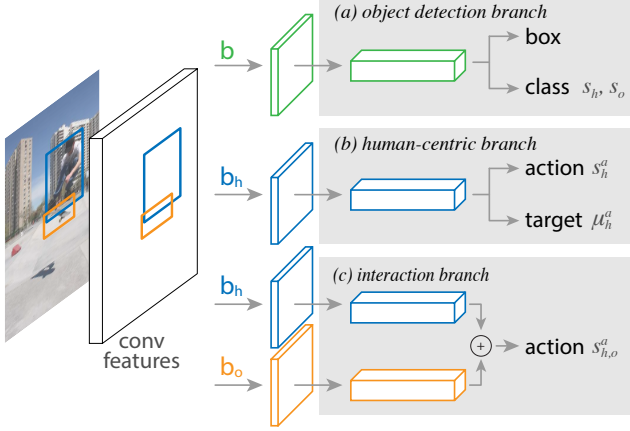 (a) object detection branch
b
box
class s_h, s_o
(b) human-centric branch
b_h
action s_h^a
target μ_h^a
(c) interaction branch
b_h
+
action s_{h,o}^a
b_o
conv
features